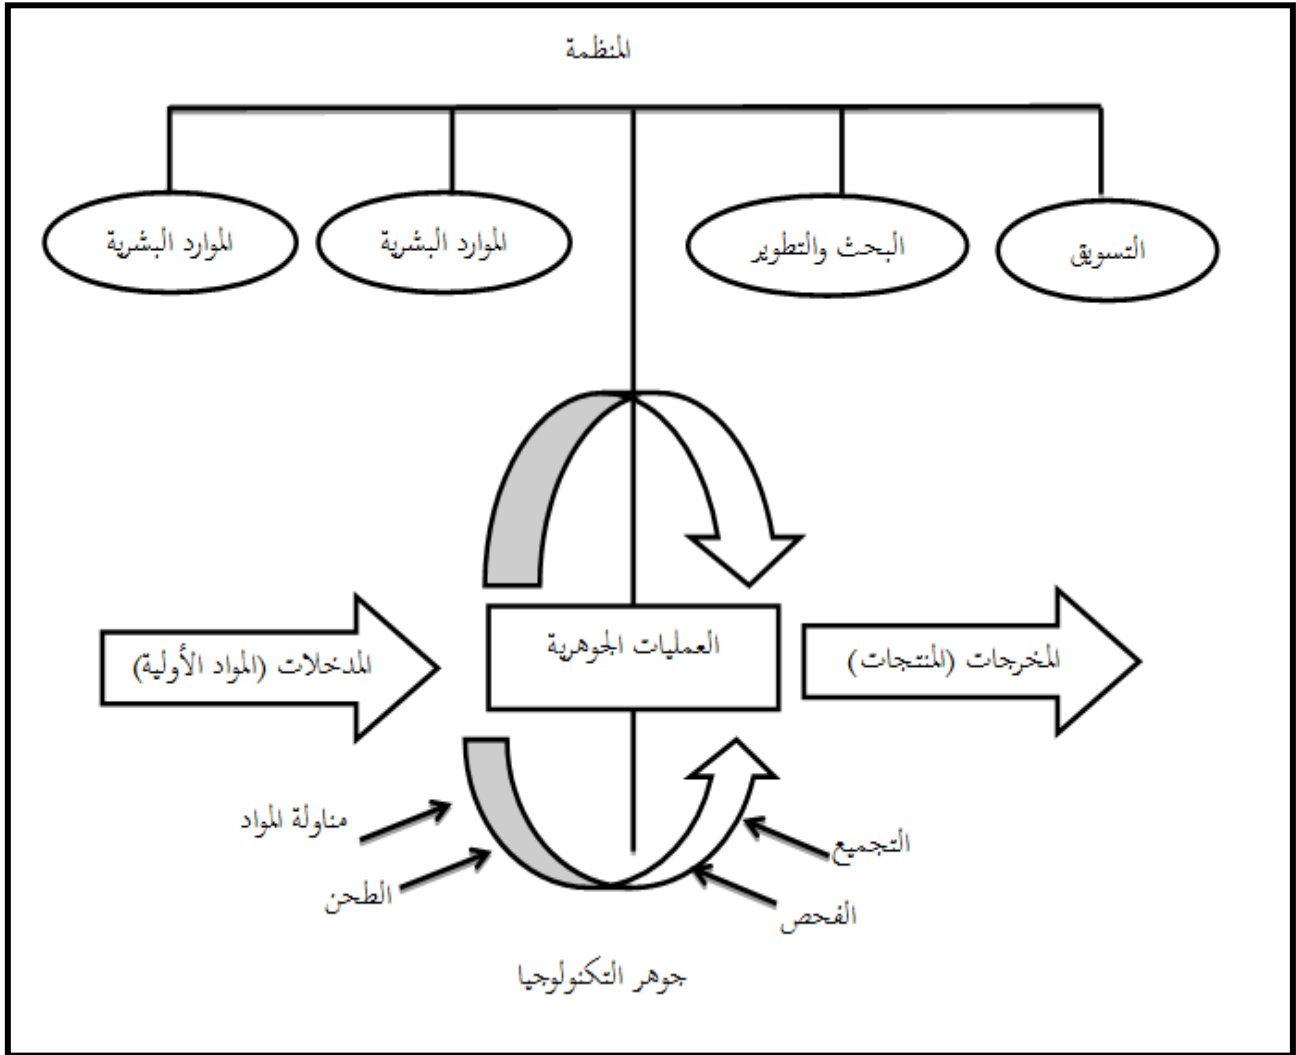 المنظمة
التسويق
البحث والتطوير
الموارد البشرية
الموارد البشرية
العمليات الجوهرية
المدخلات (المواد الأولية)
المخرجات (المنتجات)
مناولة المواد
الطحن
التجميع
الفحص
جوهر التكنولوجيا